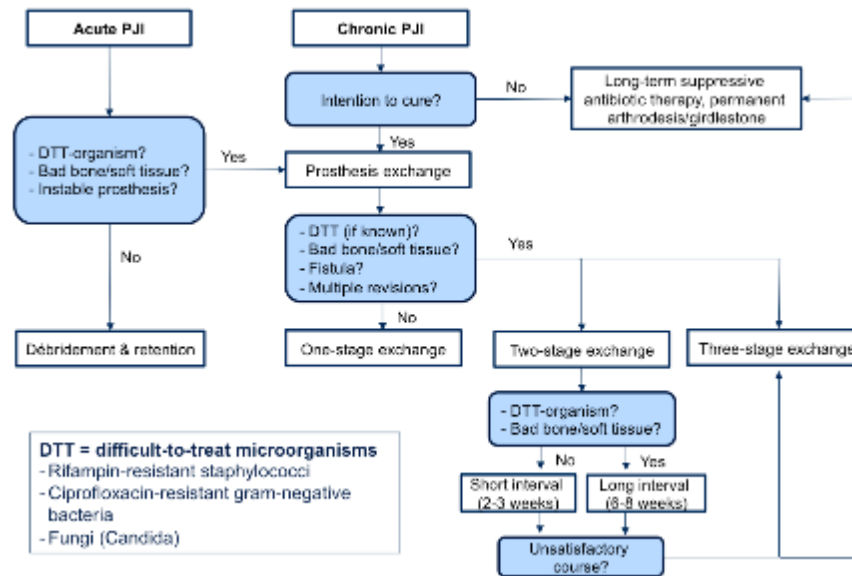 Acute PJI
Chronic PJI
Intention to cure?
No
Long-term suppressive
antibiotic therapy, permanent
arthrodesis/girdlestone
Yes
- DTT-organism?
- Bad bone/soft tissue?
- Instable prosthesis?
Yes
Prosthesis exchange
- DTT (if known)?
- Bad bone/soft tissue?
- Fistula?
- Multiple revisions?
Yes
No
No
Débridement & retention
One-stage exchange
Two-stage exchange
Three-stage exchange
- DTT-organism?
- Bad bone/soft tissue?
No
Yes
Short interval
(2-3 weeks)
Long interval
(6-8 weeks)
Unsatisfactory
course?
DTT = difficult-to-treat microorganisms
- Rifampin-resistant staphylococci
- Ciprofloxacin-resistant gram-negative
bacteria
- Fungi (Candida)